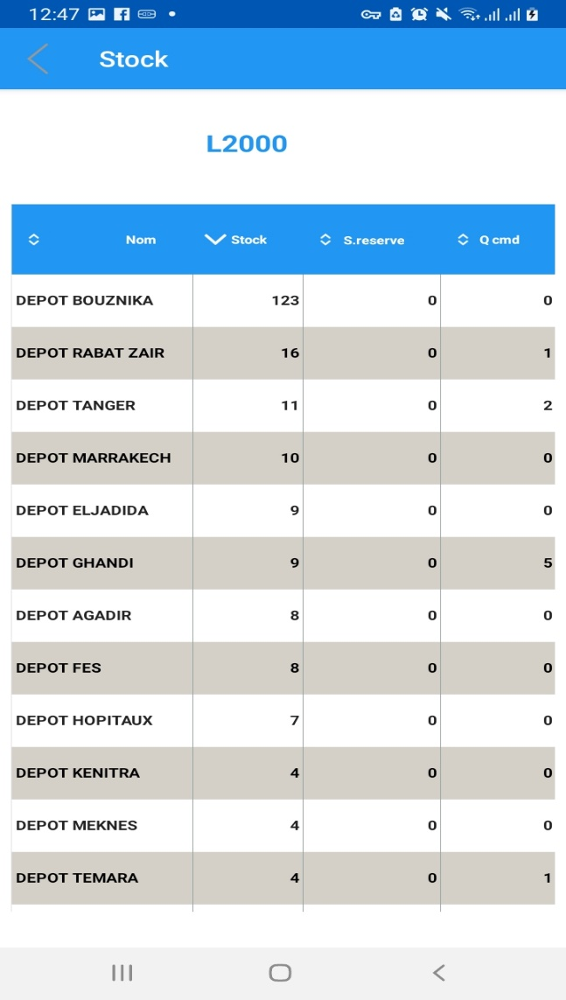 12:47
Stock
L2000
Nom Stock S.reserve Q cmd
DEPOT BOUZNIKA 123 0 0
DEPOT RABAT ZAIR 16 0 1
DEPOT TANGER 11 0 2
DEPOT MARRAKECH 10 0 0
DEPOT ELJADIDA 9 0 0
DEPOT GHANDI 9 0 5
DEPOT AGADIR 8 0 0
DEPOT FES 8 0 0
DEPOT HOPITAUX 7 0 0
DEPOT KENITRA 4 0 0
DEPOT MEKNES 4 0 0
DEPOT TEMARA 4 0 1